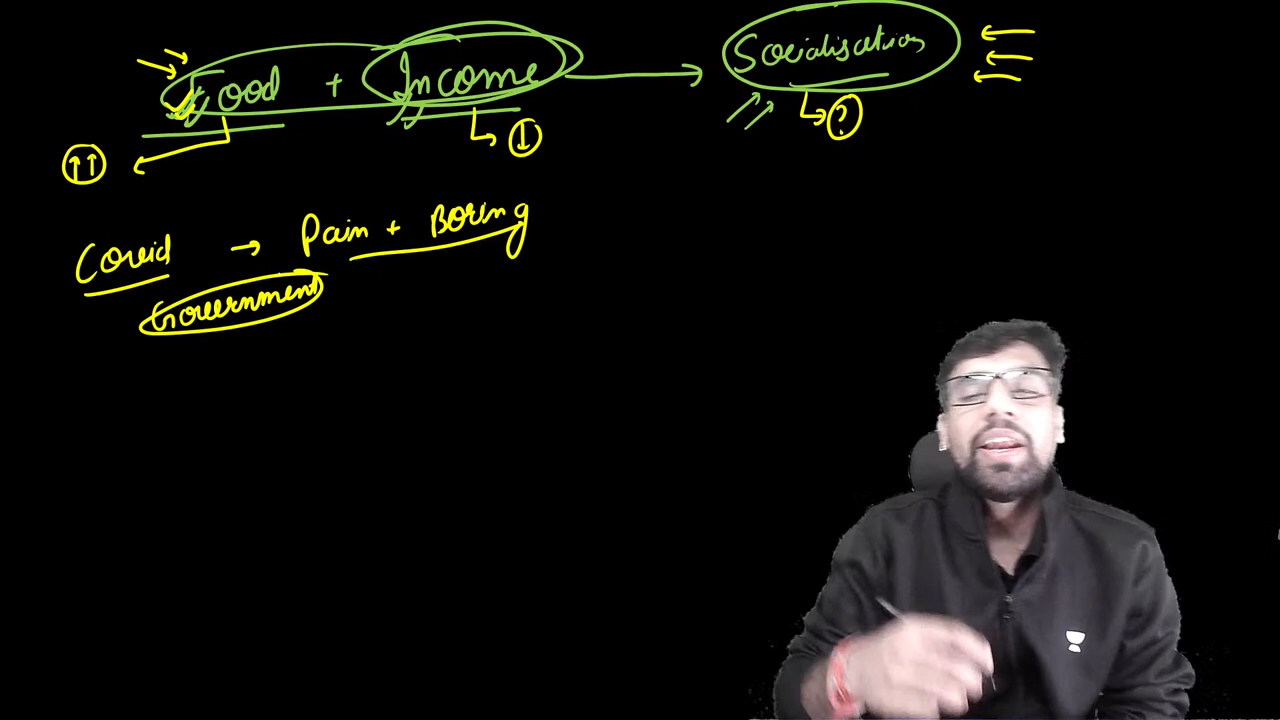 Food + Income → Socialisation
↑↑ ↓ ?
Covid → Pain + Boring
Government